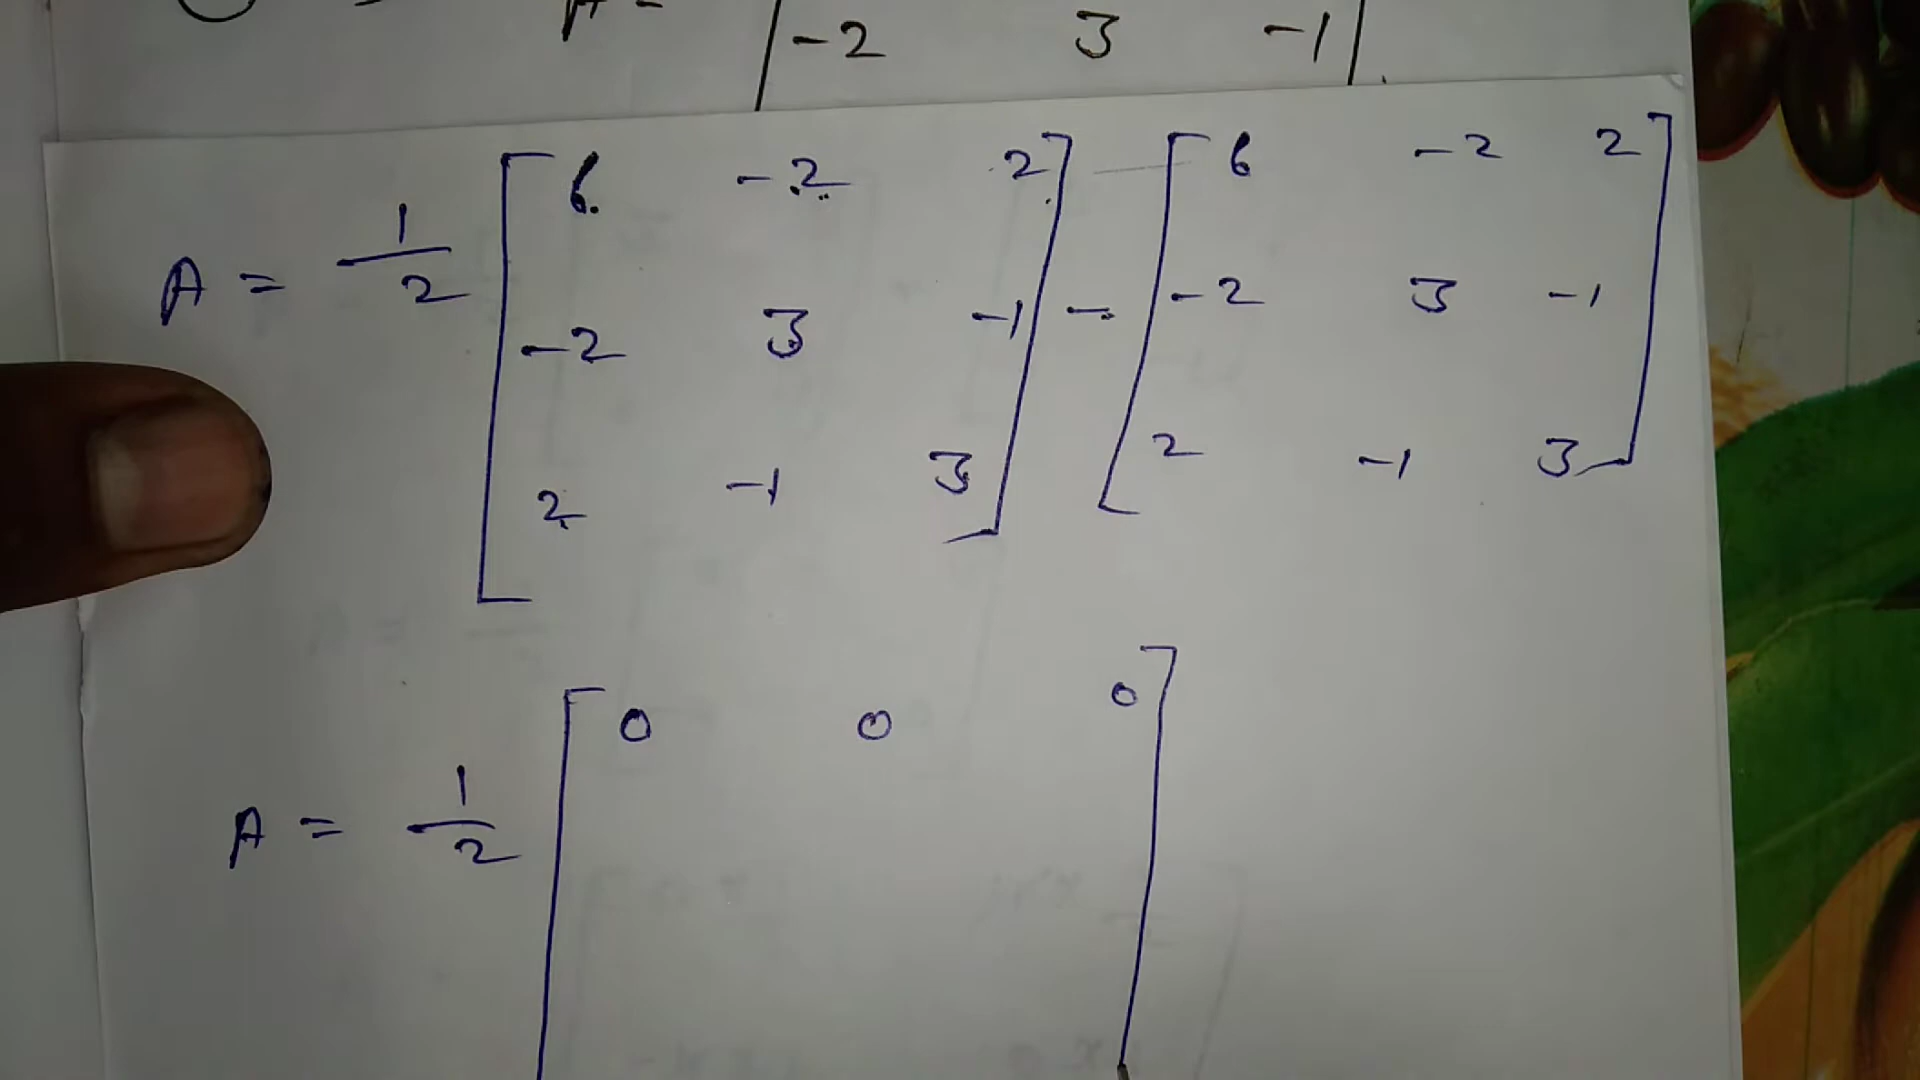 -2 3 -1
6 -2 2 6 -2 2
A = 1/2 -2 3 -1 - -2 3 -1
2 -1 3 2 -1 3
0 0 0
A = 1/2